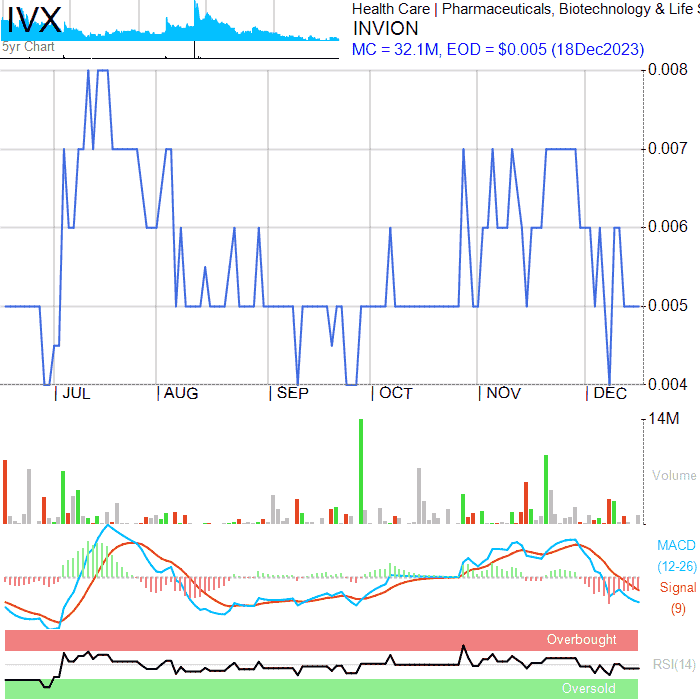 IVX
5yr Chart
Health Care | Pharmaceuticals, Biotechnology & Life S
INVION
MC = 32.1M, EOD = $0.005 (18Dec2023)
0.008
0.007
0.006
0.005
0.004
JUL AUG SEP OCT NOV DEC
14M
Volume
MACD
(12-26)
Signal
(9)
Overbought
RSI(14)
Oversold